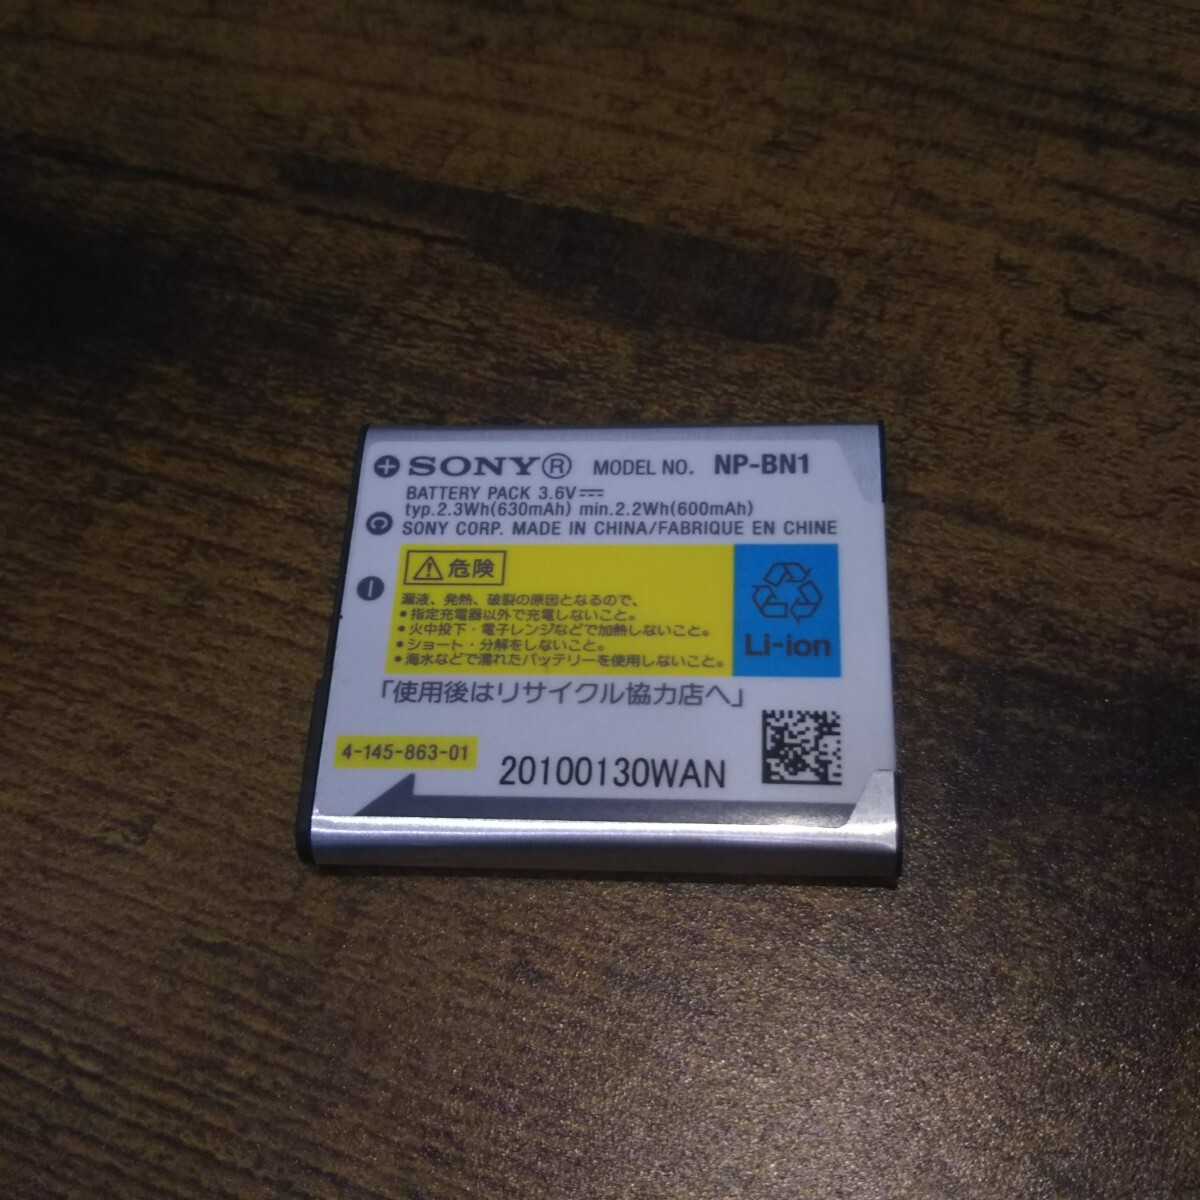 SONY® MODEL NO. NP-BN1
BATTERY PACK 3.6V
typ.2.3Wh(630mAh) min.2.2Wh(600mAh)
SONY CORP. MADE IN CHINA/FABRIQUE EN CHINE
危険
漏液、発熱、破裂の原因となるので、
•指定充電器以外で充電しないこと。
•火中投下・電子レンジなどで加熱しないこと。
•ショート・分解をしないこと。
•海水などで濡れたバッテリーを使用しないこと。
Li-ion
「使用後はリサイクル協力店へ」
4-145-863-01
20100130WAN